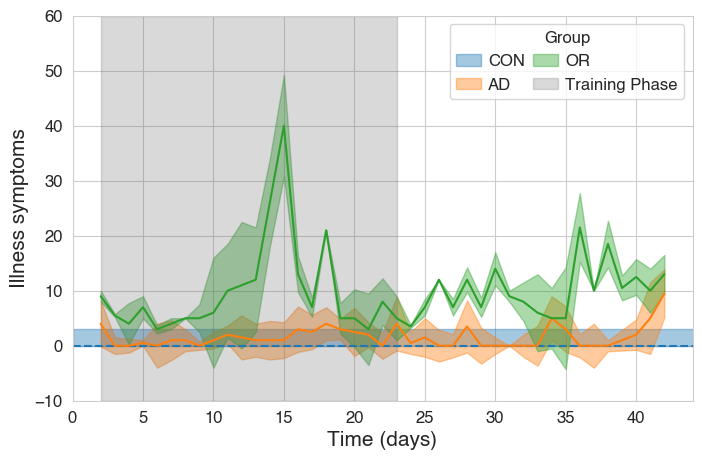 60
50
40
30
20
10
0
−10
Illness symptoms
Group
CON
OR
AD
Training Phase
0 5 10 15 20 25 30 35 40
Time (days)